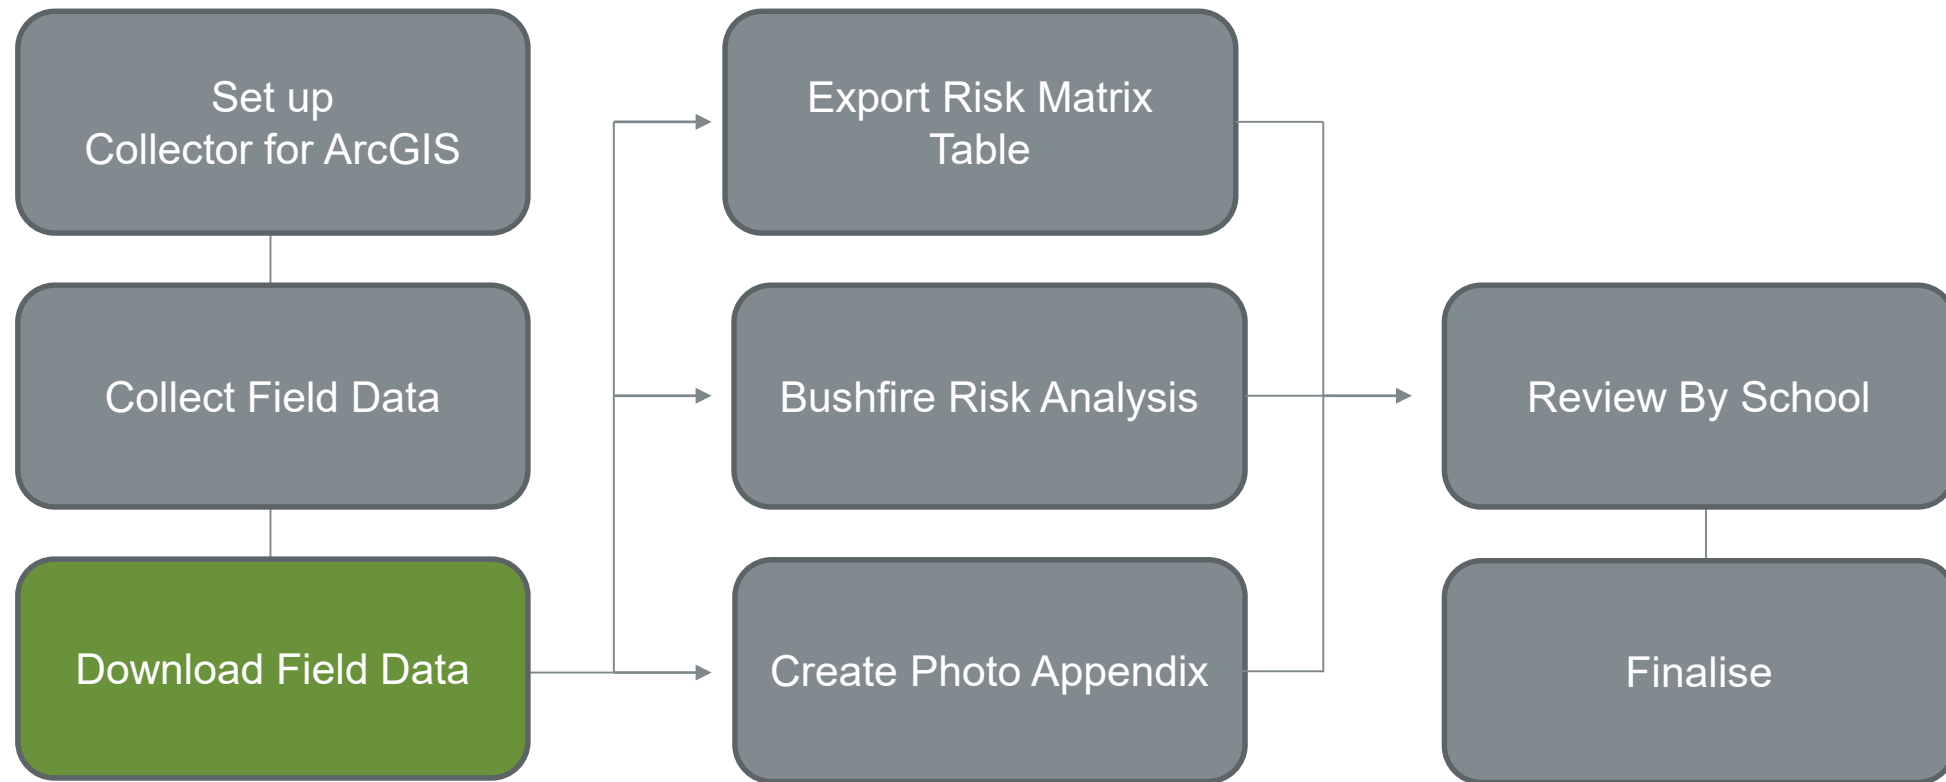 Set up
Collector for ArcGIS
Collect Field Data
Download Field Data
Export Risk Matrix
Table
Bushfire Risk Analysis
Create Photo Appendix
Review By School
Finalise